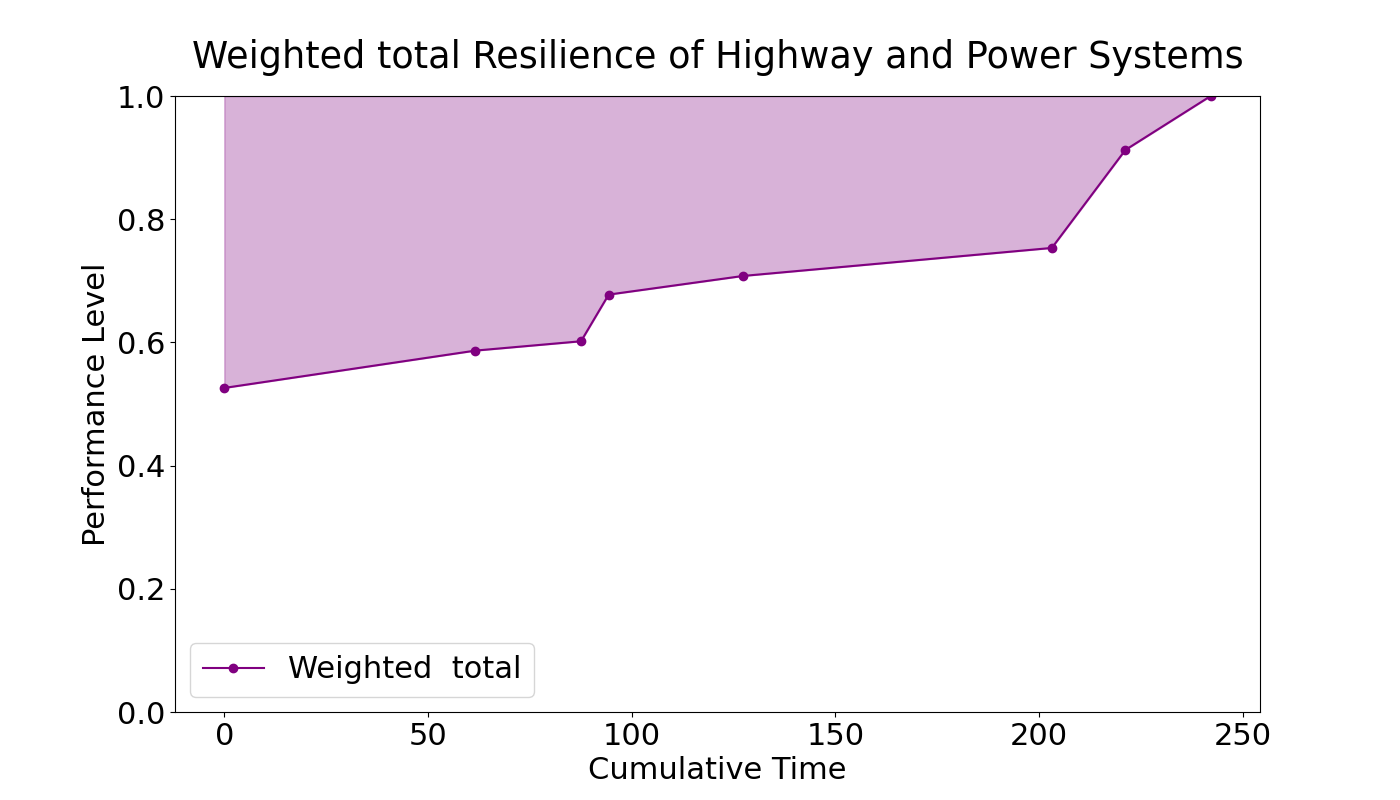 Weighted total Resilience of Highway and Power Systems
1.0
0.8
0.6
0.4
0.2
0.0
Performance Level
Weighted  total
0 50 100 150 200 250
Cumulative Time